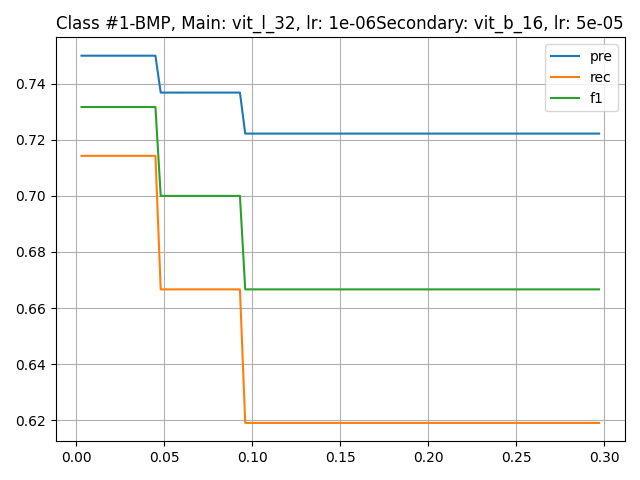 Class #1-BMP, Main: vit_l_32, lr: 1e-06Secondary: vit_b_16, lr: 5e-05
pre
rec
f1
0.74
0.72
0.70
0.68
0.66
0.64
0.62
0.00 0.05 0.10 0.15 0.20 0.25 0.30